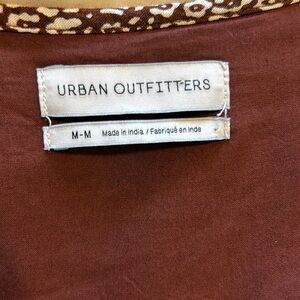 URBAN OUTFITTERS
M-M Made in India / Fabriqué en Inde